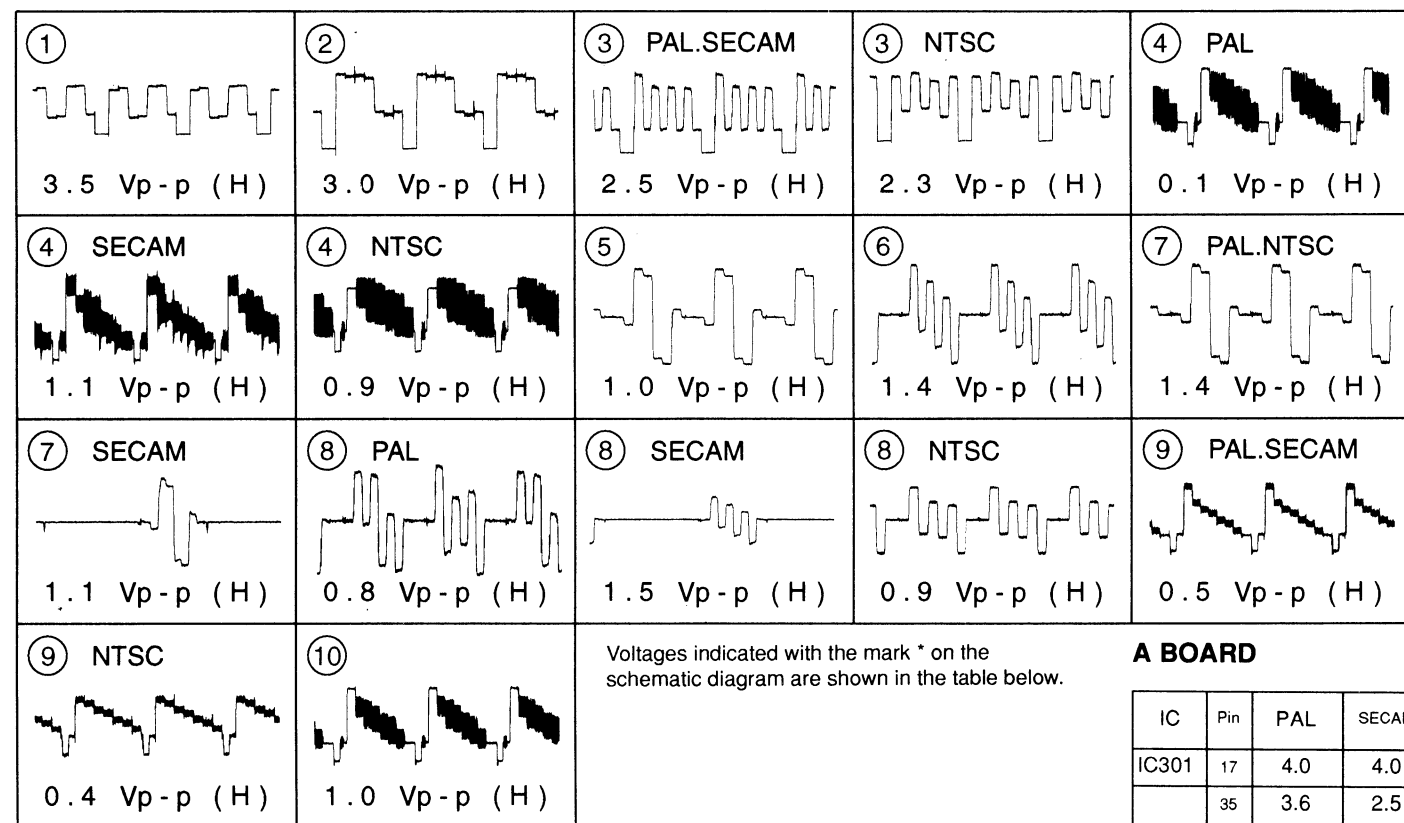 ① ② ③ PAL.SECAM ③ NTSC ④ PAL
3.5 Vp-p (H) 3.0 Vp-p (H) 2.5 Vp-p (H) 2.3 Vp-p (H) 0.1 Vp-p (H)
④ SECAM ④ NTSC ⑤ ⑥ ⑦ PAL.NTSC
1.1 Vp-p (H) 0.9 Vp-p (H) 1.0 Vp-p (H) 1.4 Vp-p (H) 1.4 Vp-p (H)
⑦ SECAM ⑧ PAL ⑧ SECAM ⑧ NTSC ⑨ PAL.SECAM
1.1 Vp-p (H) 0.8 Vp-p (H) 1.5 Vp-p (H) 0.9 Vp-p (H) 0.5 Vp-p (H)
⑨ NTSC ⑩
0.4 Vp-p (H) 1.0 Vp-p (H)
Voltages indicated with the mark * on the
schematic diagram are shown in the table below.
A BOARD
IC Pin PAL
IC301 17 4.0 4.0
35 3.6 2.5